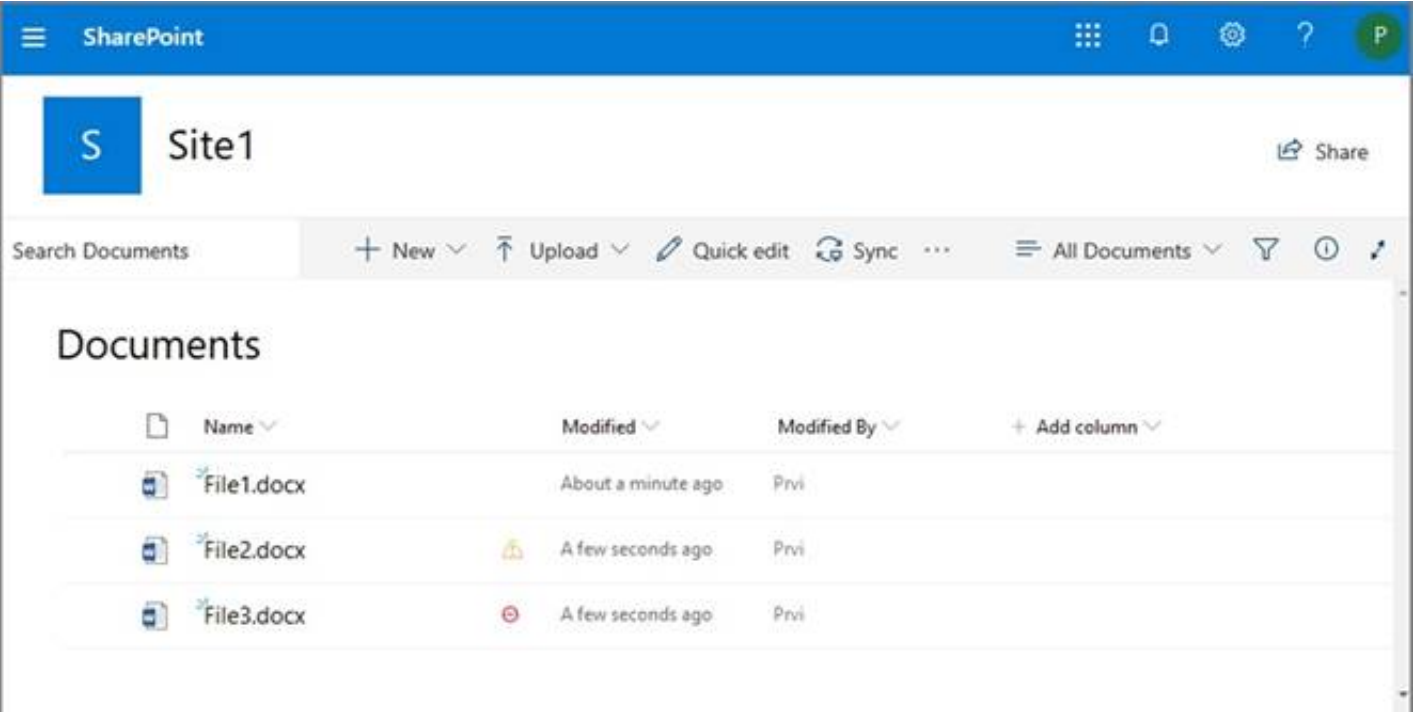 SharePoint ? P
S Site1 Share
Search Documents + New Upload Quick edit Sync ... All Documents
Documents
Name Modified Modified By + Add column
File1.docx About a minute ago Prvi
File2.docx A few seconds ago Prvi
File3.docx A few seconds ago Prvi